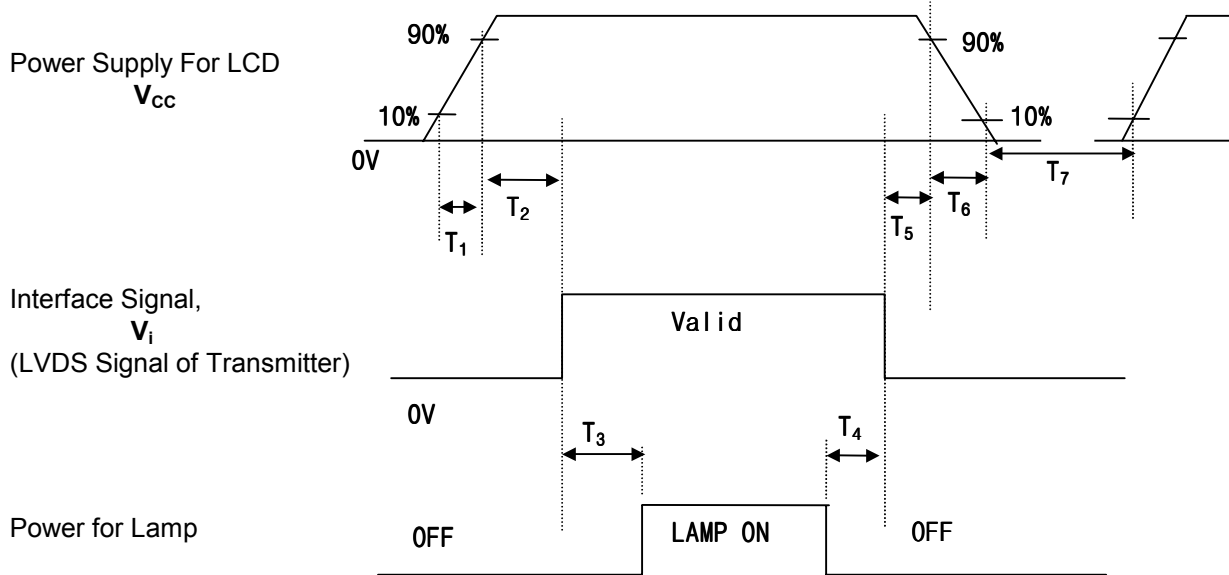 90%
90%
Power Supply For LCD
VCC
10%
10%
0V
T7
T2
T6
T5
T1
Interface Signal,
Vi
(LVDS Signal of Transmitter)
Valid
0V
T3
T4
Power for Lamp
OFF
LAMP ON
OFF